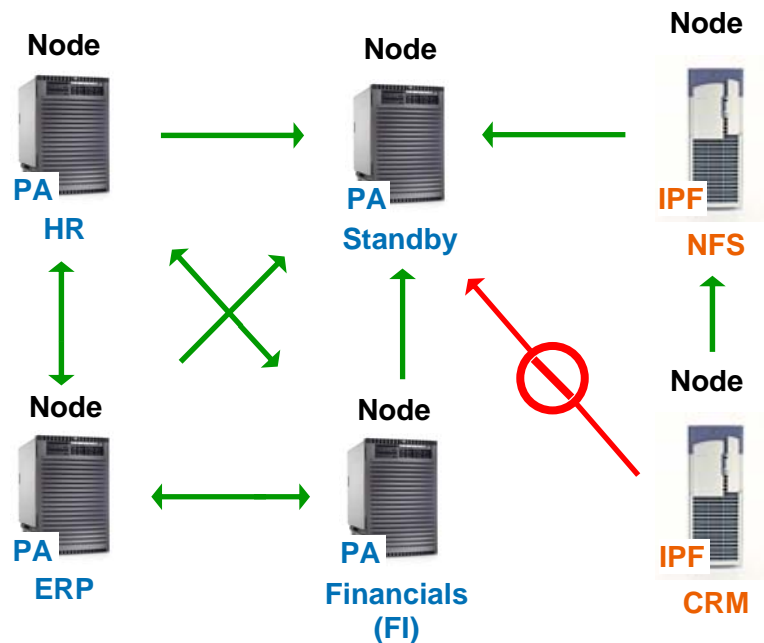 Node
PA
HR
Node
PA
Standby
Node
IPF
NFS
Node
PA
ERP
Node
PA
Financials
(FI)
Node
IPF
CRM